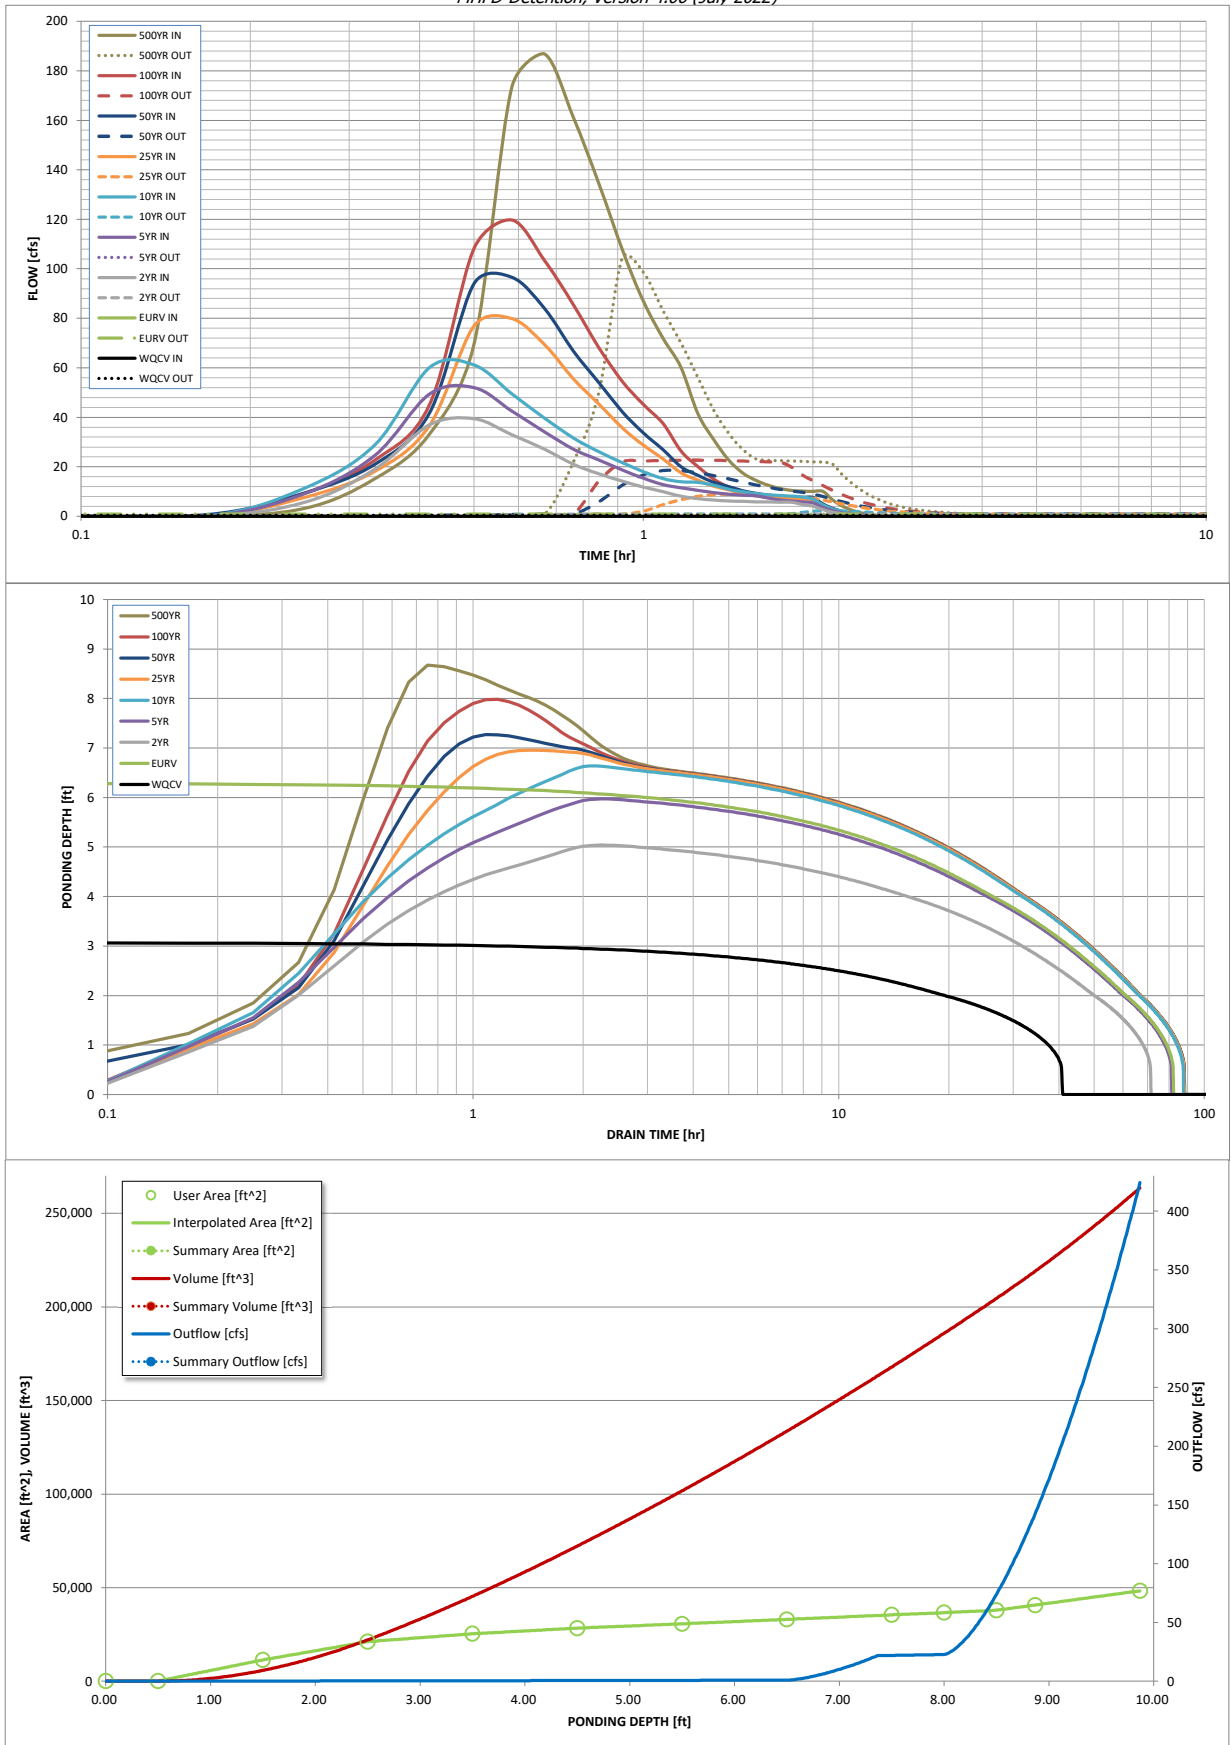 MHFD-Detention, Version 4.06 (July 2022)
200
180
160
140
120
100
80
60
40
20
0
FLOW [cfs]
500YR IN
500YR OUT
100YR IN
100YR OUT
50YR IN
50YR OUT
25YR IN
25YR OUT
10YR IN
10YR OUT
5YR IN
5YR OUT
2YR IN
2YR OUT
EURV IN
EURV OUT
WQCV IN
WQCV OUT
0.1 1 10
TIME [hr]
10
9
8
7
6
5
4
3
2
1
0
PONDING DEPTH [ft]
500YR
100YR
50YR
25YR
10YR
5YR
2YR
EURV
WQCV
0.1 1 10 100
DRAIN TIME [hr]
250,000
200,000
150,000
100,000
50,000
0
AREA [ft^2], VOLUME [ft^3]
User Area [ft^2]
Interpolated Area [ft^2]
Summary Area [ft^2]
Volume [ft^3]
Summary Volume [ft^3]
Outflow [cfs]
Summary Outflow [cfs]
400
350
300
250
200
150
100
50
0
OUTFLOW [cfs]
0.00 1.00 2.00 3.00 4.00 5.00 6.00 7.00 8.00 9.00 10.00
PONDING DEPTH [ft]